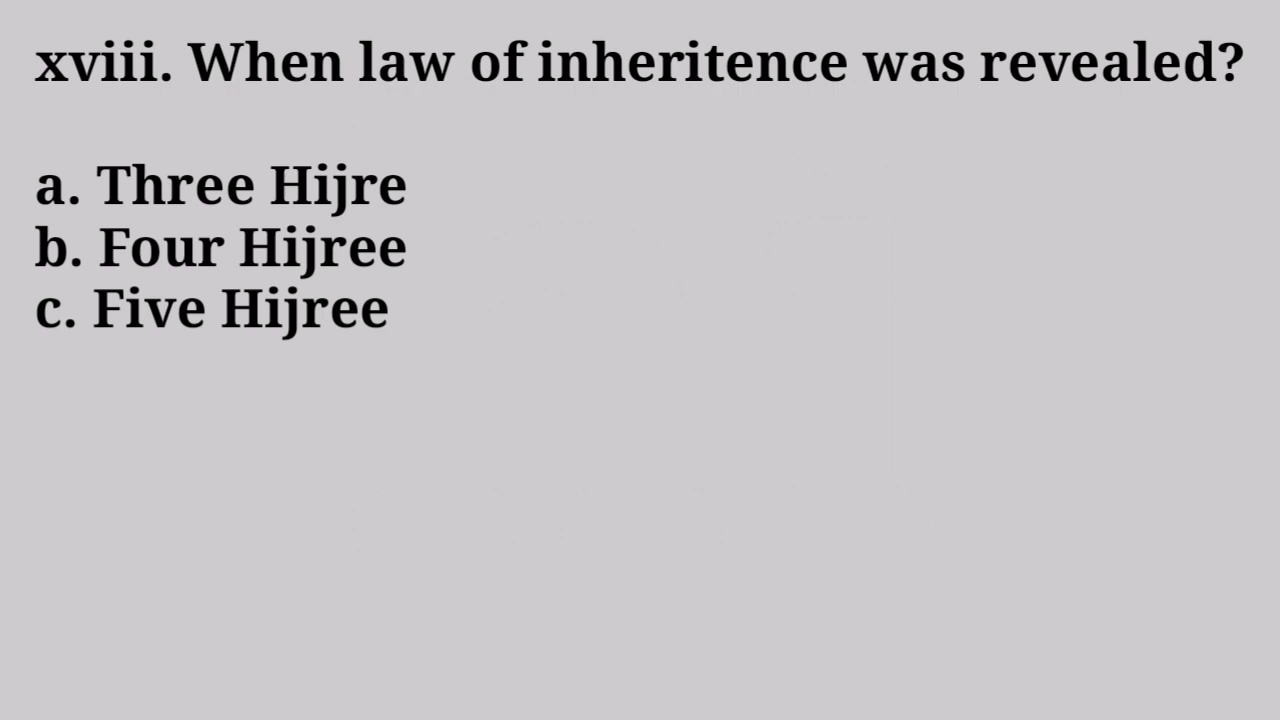 xviii. When law of inheritence was revealed?
a. Three Hijre
b. Four Hijree
c. Five Hijree